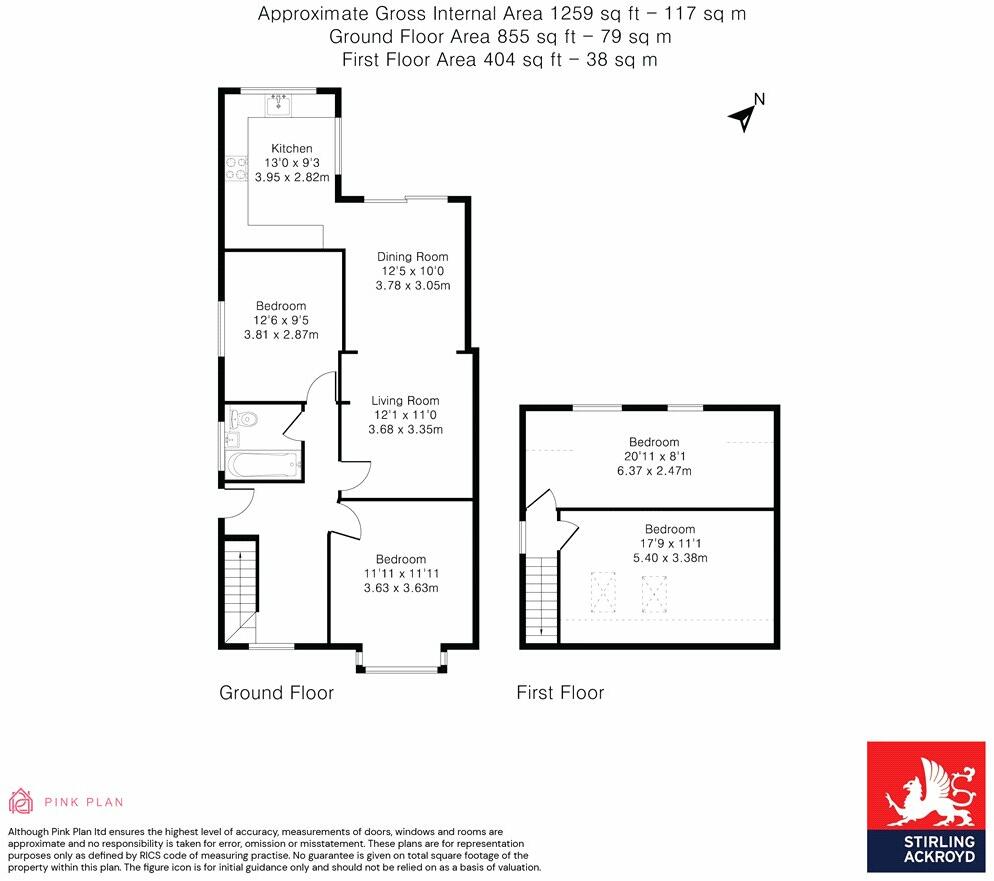 Approximate Gross Internal Area 1259 sq ft – 117 sq m
Ground Floor Area 855 sq ft – 79 sq m
First Floor Area 404 sq ft – 38 sq m
N
Kitchen
13'0 x 9'3
3.95 x 2.82m
Dining Room
12'5 x 10'0
3.78 x 3.05m
Bedroom
12'6 x 9'5
3.81 x 2.87m
Living Room
12'1 x 11'0
3.68 x 3.35m
Bedroom
11'11 x 11'11
3.63 x 3.63m
Ground Floor
Bedroom
20'11 x 8'1
6.37 x 2.47m
Bedroom
17'9 x 11'1
5.40 x 3.38m
First Floor
PINK PLAN
Although Pink Plan ltd ensures the highest level of accuracy, measurements of doors, windows and rooms are
approximate and no responsibility is taken for error, omission or misstatement. These plans are for representation
purposes only as defined by RICS code of measuring practise. No guarantee is given on total square footage of the
property within this plan. The figure icon is for initial guidance only and should not be relied on as a basis of valuation.
STIRLING
ACKROYD